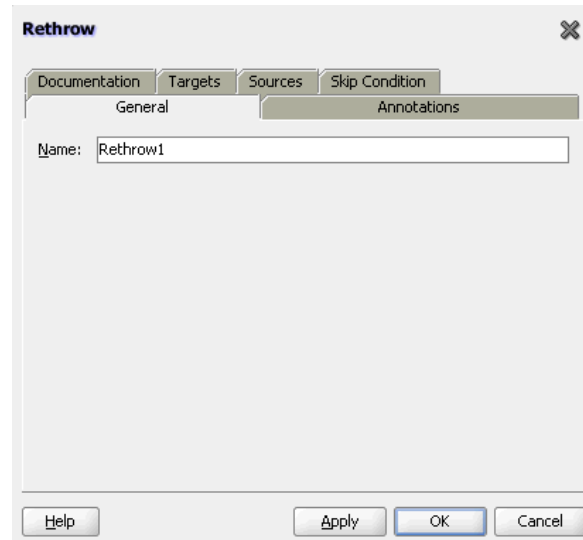 Rethrow
Documentation Targets Sources Skip Condition
General Annotations
Name: Rethrow1
Help Apply OK Cancel